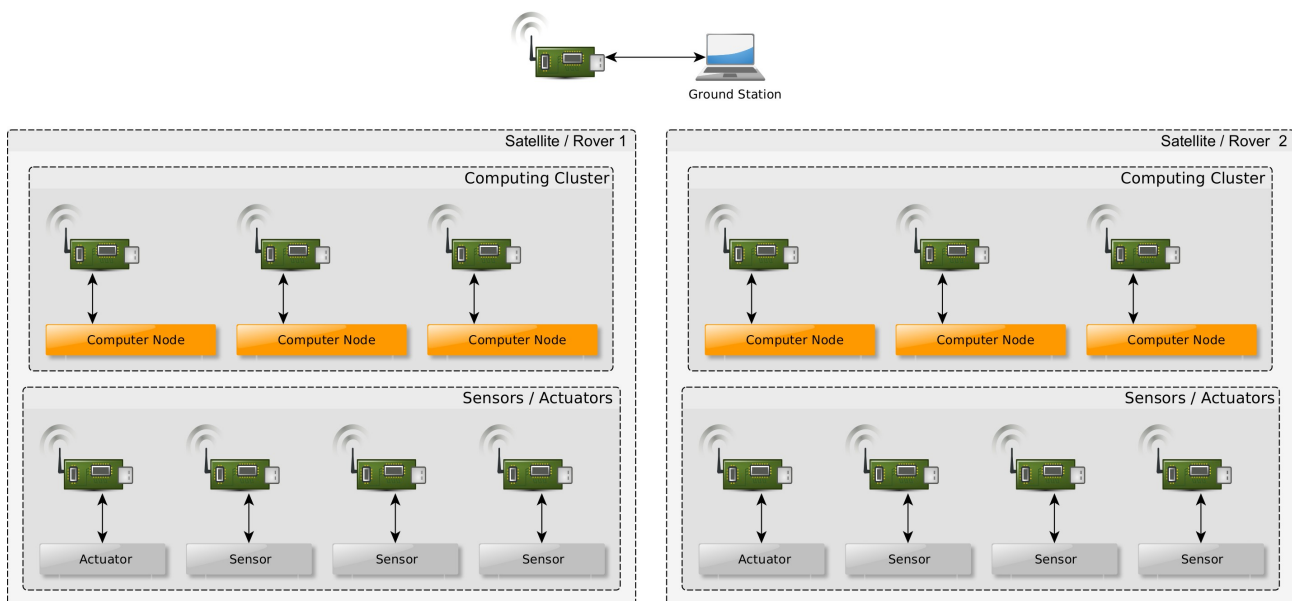 Ground Station
Satellite / Rover 1
Computing Cluster
Computer Node
Computer Node
Computer Node
Sensors / Actuators
Actuator
Sensor
Sensor
Sensor
Satellite / Rover 2
Computing Cluster
Computer Node
Computer Node
Computer Node
Sensors / Actuators
Actuator
Sensor
Sensor
Sensor